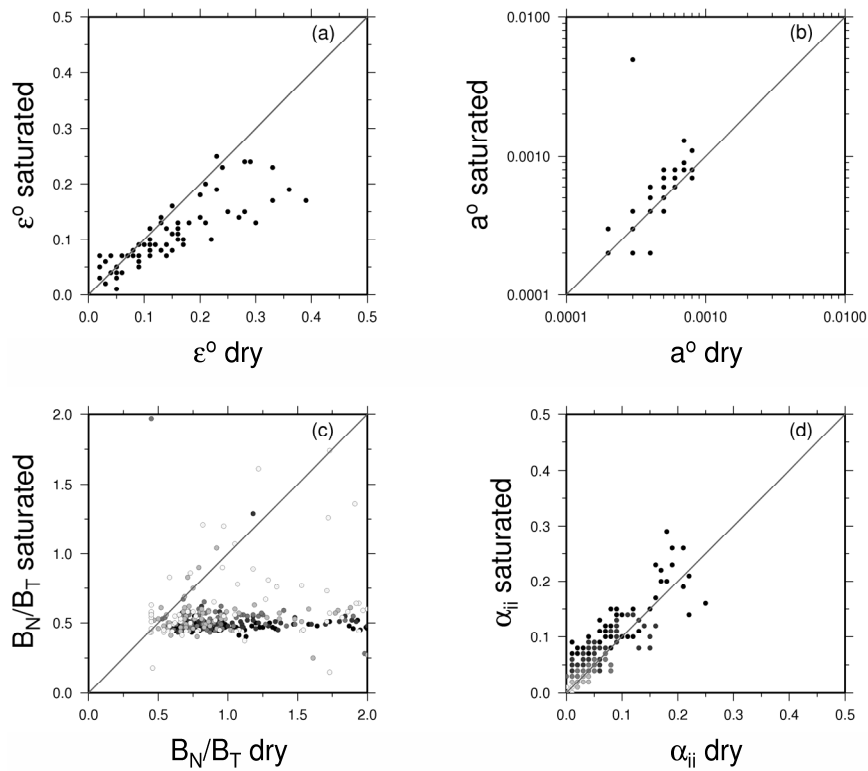 0.5
0.4
0.3
0.2
0.1
0.0
(a)
ε° saturated
0.0 0.1 0.2 0.3 0.4 0.5
ε° dry
0.0100
0.0010
0.0001
(b)
a° saturated
0.0001 0.0010 0.0100
a° dry
2.0
1.5
1.0
0.5
0.0
(c)
B_N/B_T saturated
0.0 0.5 1.0 1.5 2.0
B_N/B_T dry
0.5
0.4
0.3
0.2
0.1
0.0
(d)
α_ii saturated
0.0 0.1 0.2 0.3 0.4 0.5
α_ii dry